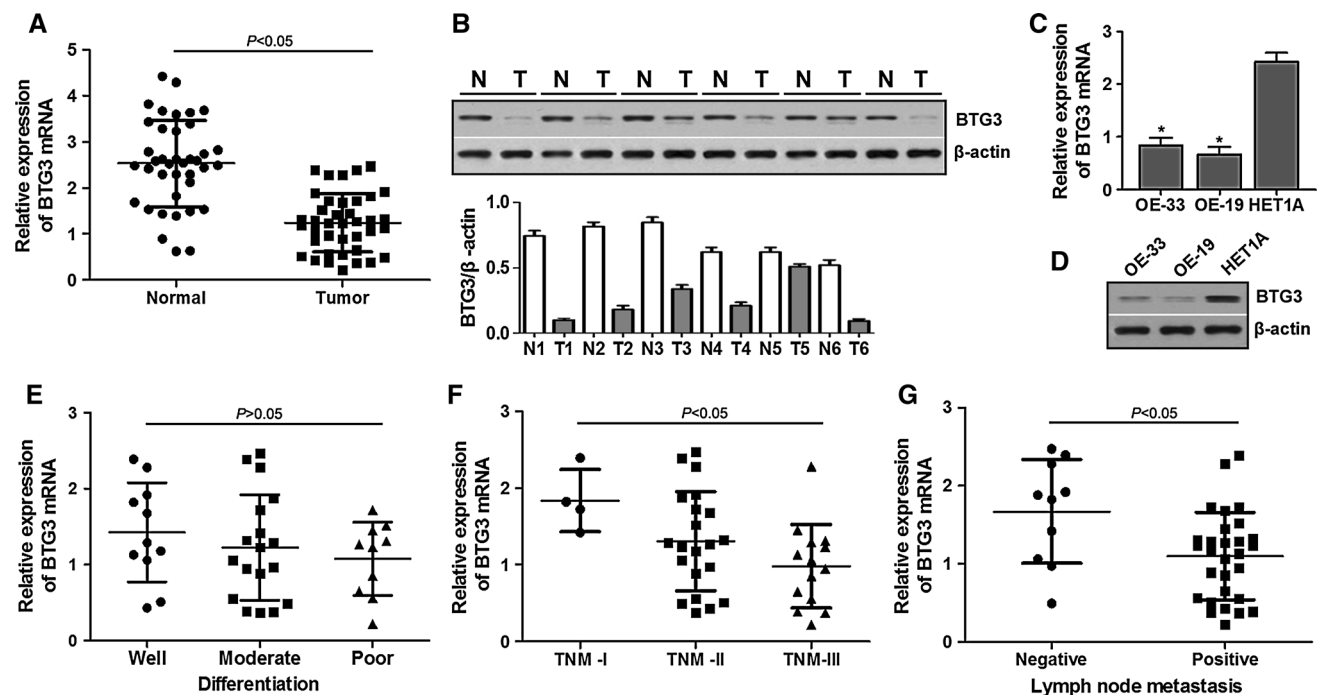 A
P<0.05
Relative expression
of BTG3 mRNA
5
4
3
2
1
0
Normal Tumor
B
N T N T N T N T N T N T
BTG3
β-actin
BTG3/β -actin
1.0
0.5
0.0
N1 T1 N2 T2 N3 T3 N4 T4 N5 T5 N6 T6
C
Relative expression
of BTG3 mRNA
3
2
1
0
* *
OE-33 OE-19 HET1A
D
OE-33 OE-19 HET1A
BTG3
β-actin
E
P>0.05
Relative expression
of BTG3 mRNA
3
2
1
0
Well Moderate Poor
Differentiation
F
P<0.05
Relative expression
of BTG3 mRNA
3
2
1
0
TNM -I TNM -II TNM-III
G
P<0.05
Relative expression
of BTG3 mRNA
3
2
1
0
Negative Positive
Lymph node metastasis